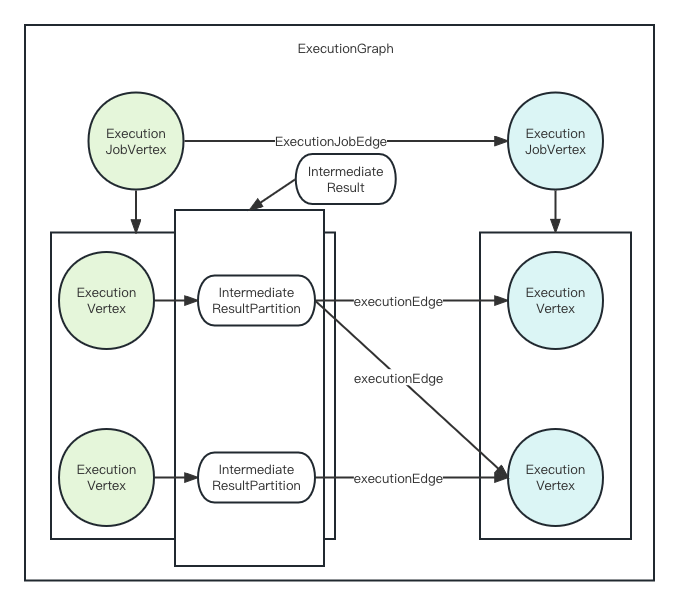 ExecutionGraph
Execution
JobVertex
ExecutionJobEdge
Execution
JobVertex
Intermediate
Result
Execution
Vertex
Intermediate
ResultPartition
executionEdge
Execution
Vertex
executionEdge
Execution
Vertex
Intermediate
ResultPartition
executionEdge
Execution
Vertex